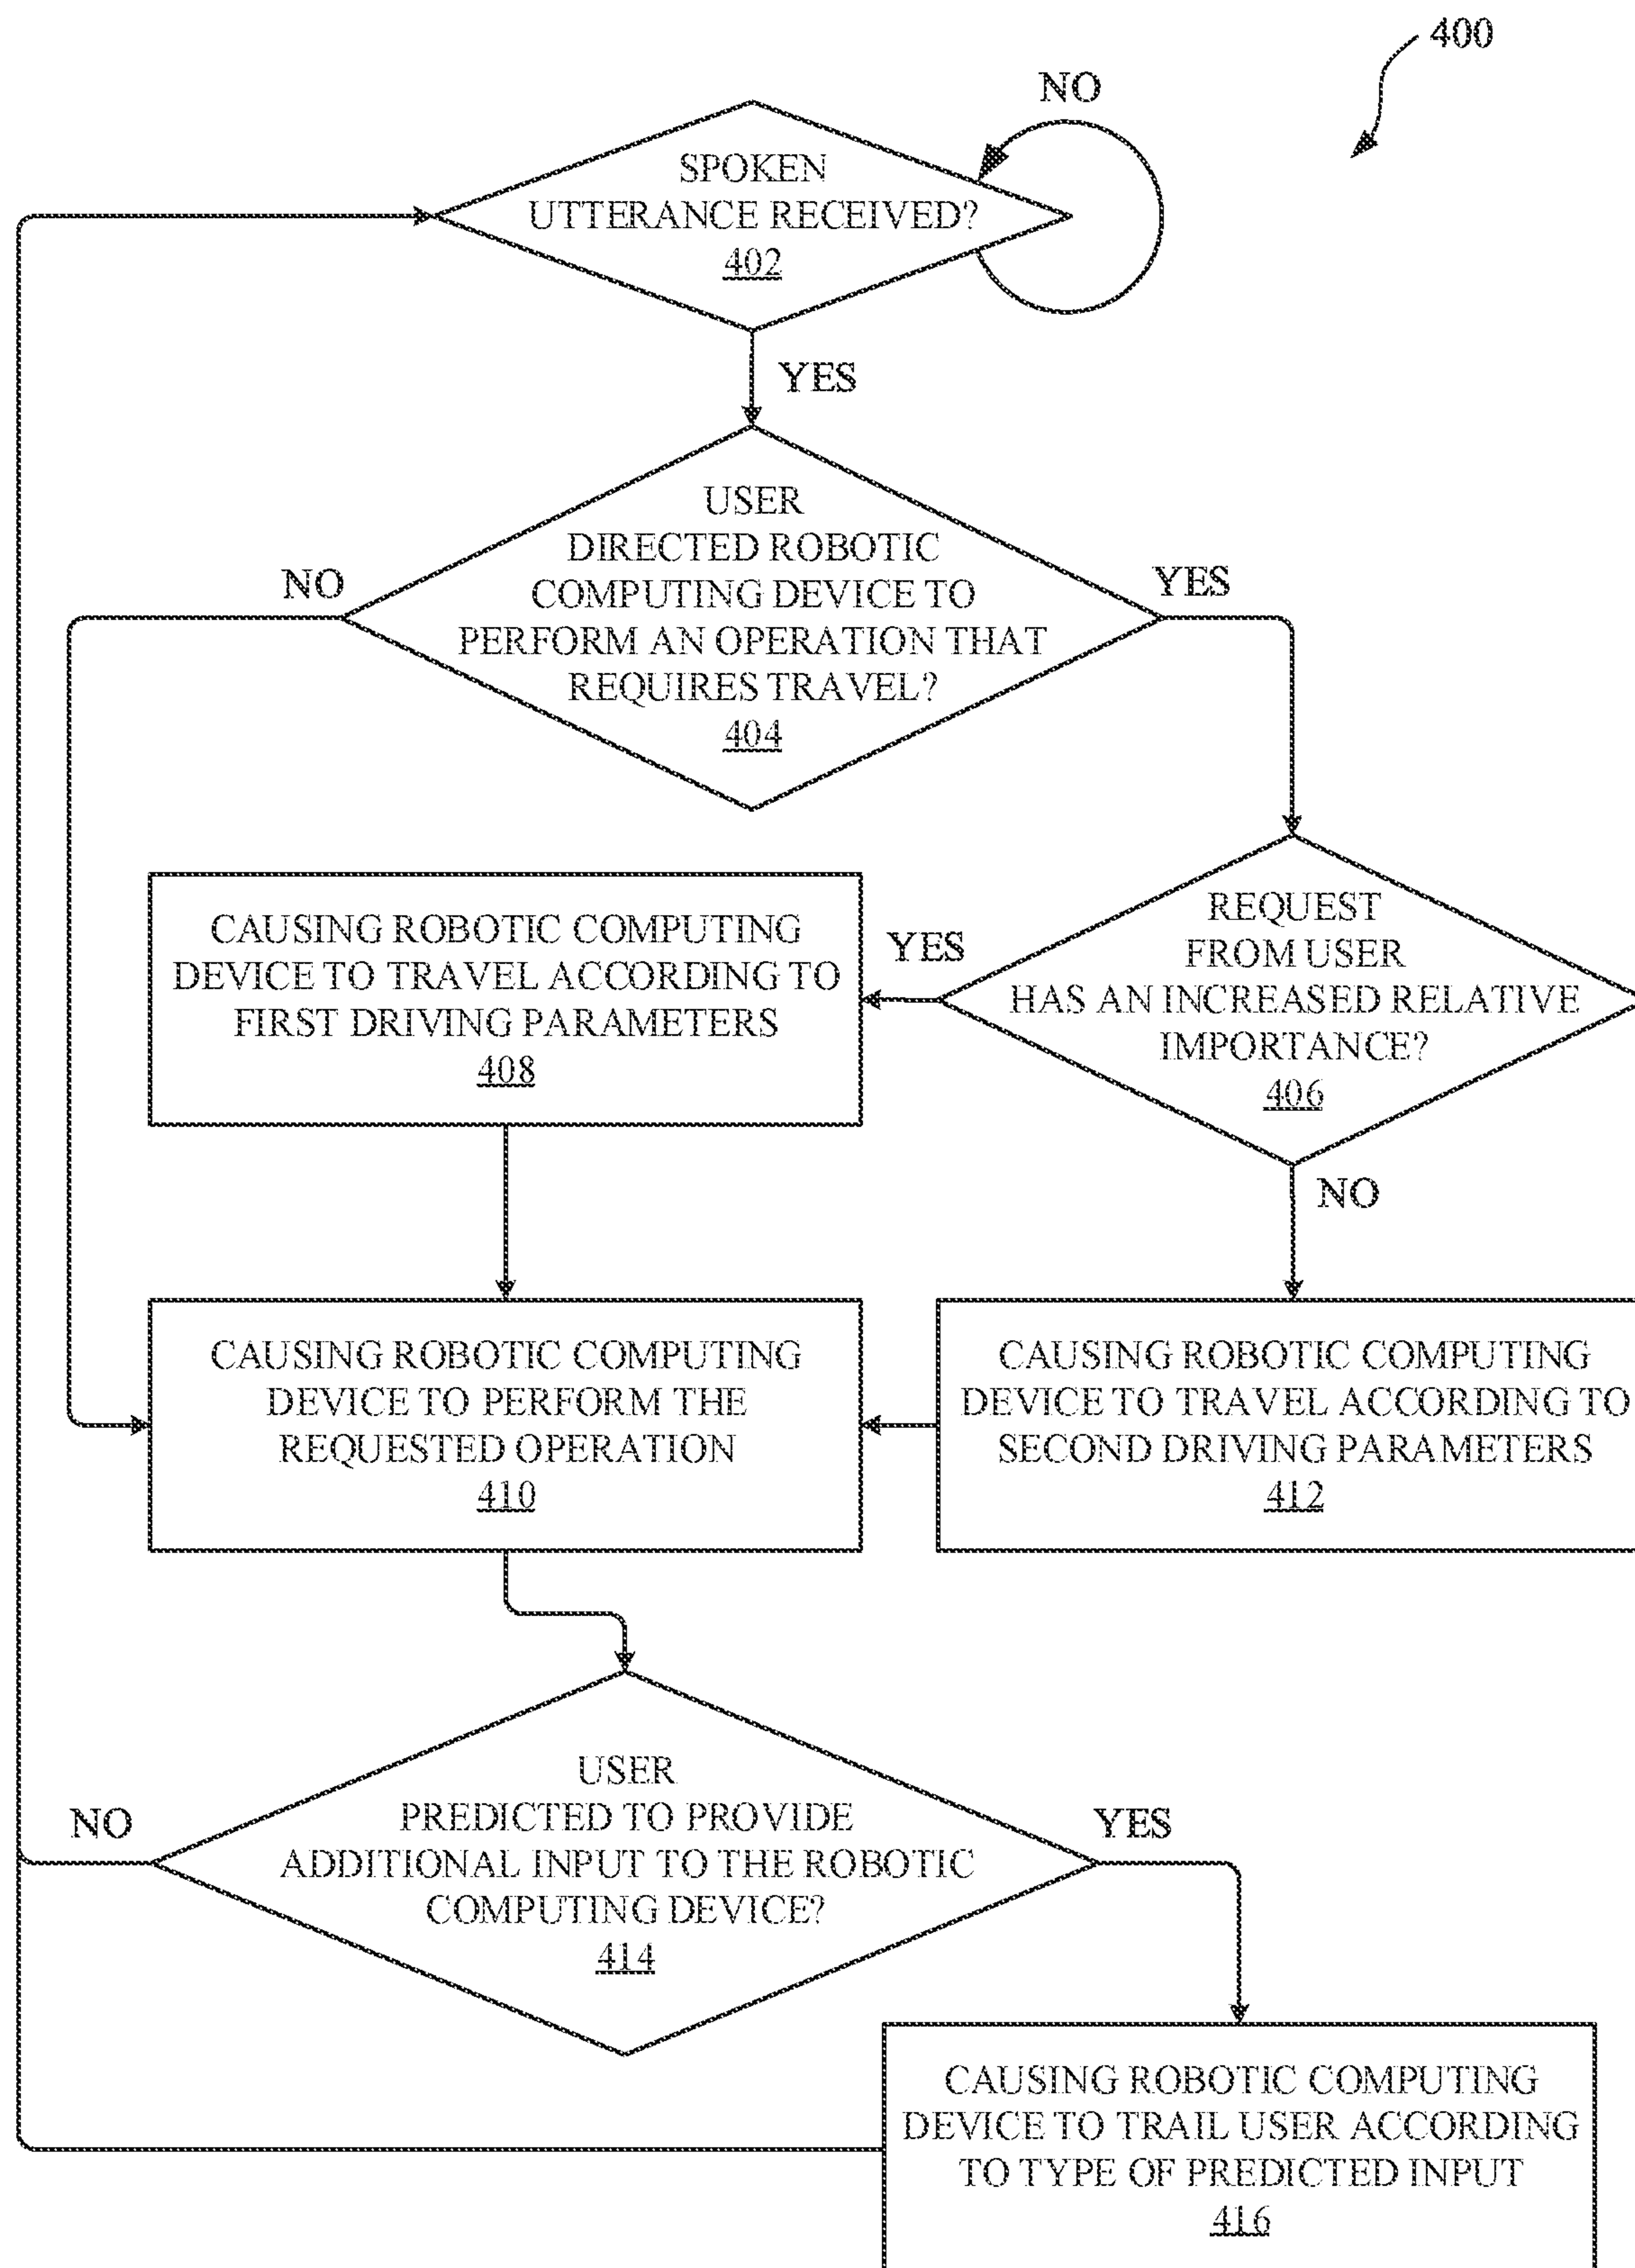 400
NO
SPOKEN
UTTERANCE RECEIVED?
402
YES
USER
DIRECTED ROBOTIC
COMPUTING DEVICE TO
PERFORM AN OPERATION THAT
REQUIRES TRAVEL?
404
NO
YES
REQUEST
FROM USER
HAS AN INCREASED RELATIVE
IMPORTANCE?
406
YES
CAUSING ROBOTIC COMPUTING
DEVICE TO TRAVEL ACCORDING TO
FIRST DRIVING PARAMETERS
408
NO
CAUSING ROBOTIC COMPUTING
DEVICE TO PERFORM THE
REQUESTED OPERATION
410
CAUSING ROBOTIC COMPUTING
DEVICE TO TRAVEL ACCORDING TO
SECOND DRIVING PARAMETERS
412
USER
PREDICTED TO PROVIDE
ADDITIONAL INPUT TO THE ROBOTIC
COMPUTING DEVICE?
414
NO
YES
CAUSING ROBOTIC COMPUTING
DEVICE TO TRAIL USER ACCORDING
TO TYPE OF PREDICTED INPUT
416